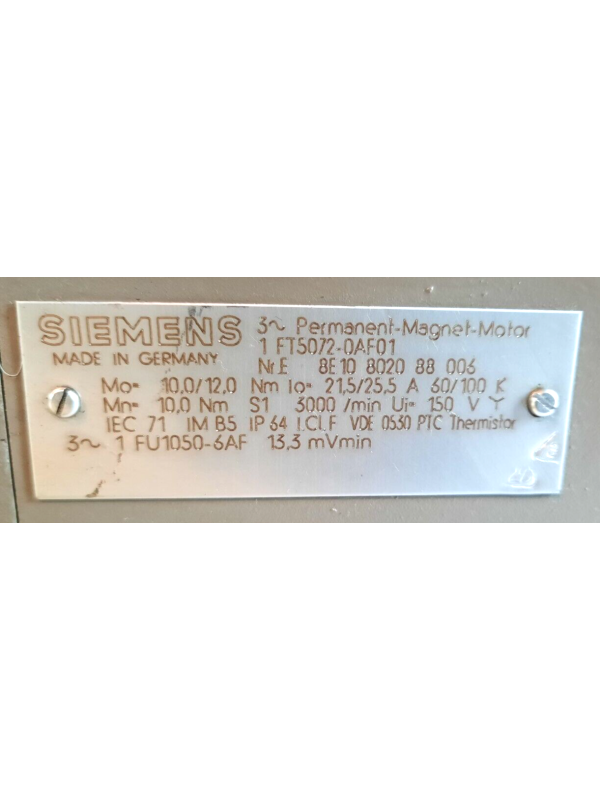 SIEMENS 3~ Permanent-Magnet-Motor
1 FT5072-0AF01
MADE IN GERMANY Nr.E 8E10 8020 88 006
Mo= 10,0/12,0 Nm Io= 21,5/25,5 A 60/100 K
Mn= 10,0 Nm S1 3000 /min Ui= 150 V Y
IEC 71 IM B5 IP 64 I.CI.F VDE 0530 PTC Thermistor
3~ 1 FU1050-6AF 13,3 mVmin